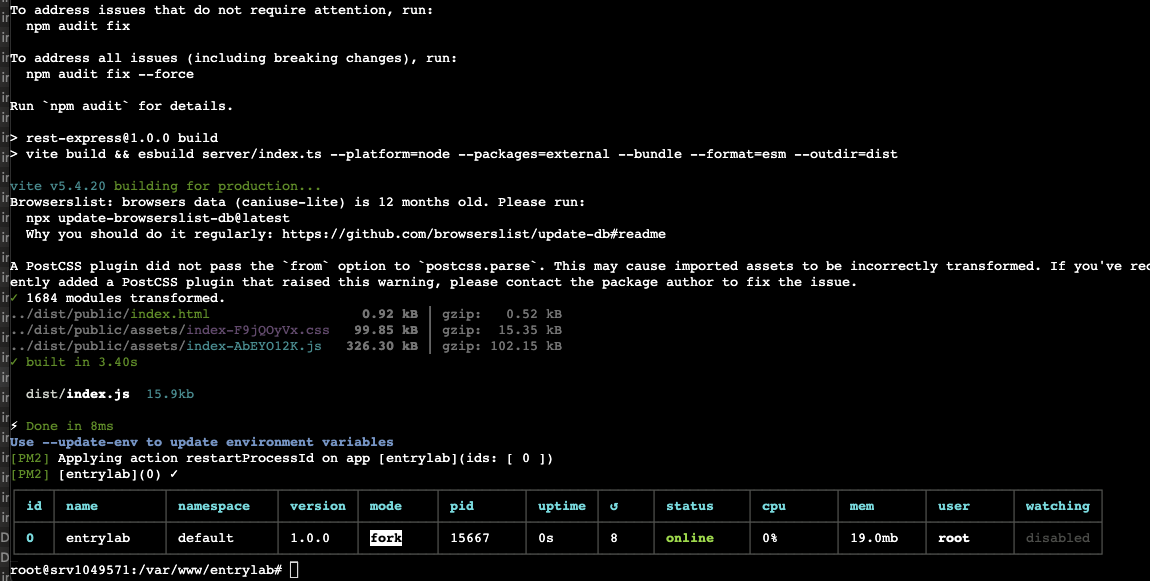 To address issues that do not require attention, run:
  npm audit fix
To address all issues (including breaking changes), run:
  npm audit fix --force
Run `npm audit` for details.
> rest-express@1.0.0 build
> vite build && esbuild server/index.ts --platform=node --packages=external --bundle --format=esm --outdir=dist
vite v5.4.20 building for production...
Browserslist: browsers data (caniuse-lite) is 12 months old. Please run:
  npx update-browserslist-db@latest
  Why you should do it regularly: https://github.com/browserslist/update-db#readme
A PostCSS plugin did not pass the `from` option to `postcss.parse`. This may cause imported assets to be incorrectly transformed. If you've rec
ently added a PostCSS plugin that raised this warning, please contact the package author to fix the issue.
✓ 1684 modules transformed.
../dist/public/index.html 0.92 kB │ gzip: 0.52 kB
../dist/public/assets/index-F9jQOyVx.css 99.85 kB │ gzip: 15.35 kB
../dist/public/assets/index-AbEYO12K.js 326.30 kB │ gzip: 102.15 kB
✓ built in 3.40s
  dist/index.js 15.9kb
⚡ Done in 8ms
Use --update-env to update environment variables
[PM2] Applying action restartProcessId on app [entrylab](ids: [ 0 ])
[PM2] [entrylab](0) ✓
id name namespace version mode pid uptime ↺ status cpu mem user watching
0 entrylab default 1.0.0 fork 15667 0s 8 online 0% 19.0mb root disabled
root@srv1049571:/var/www/entrylab#